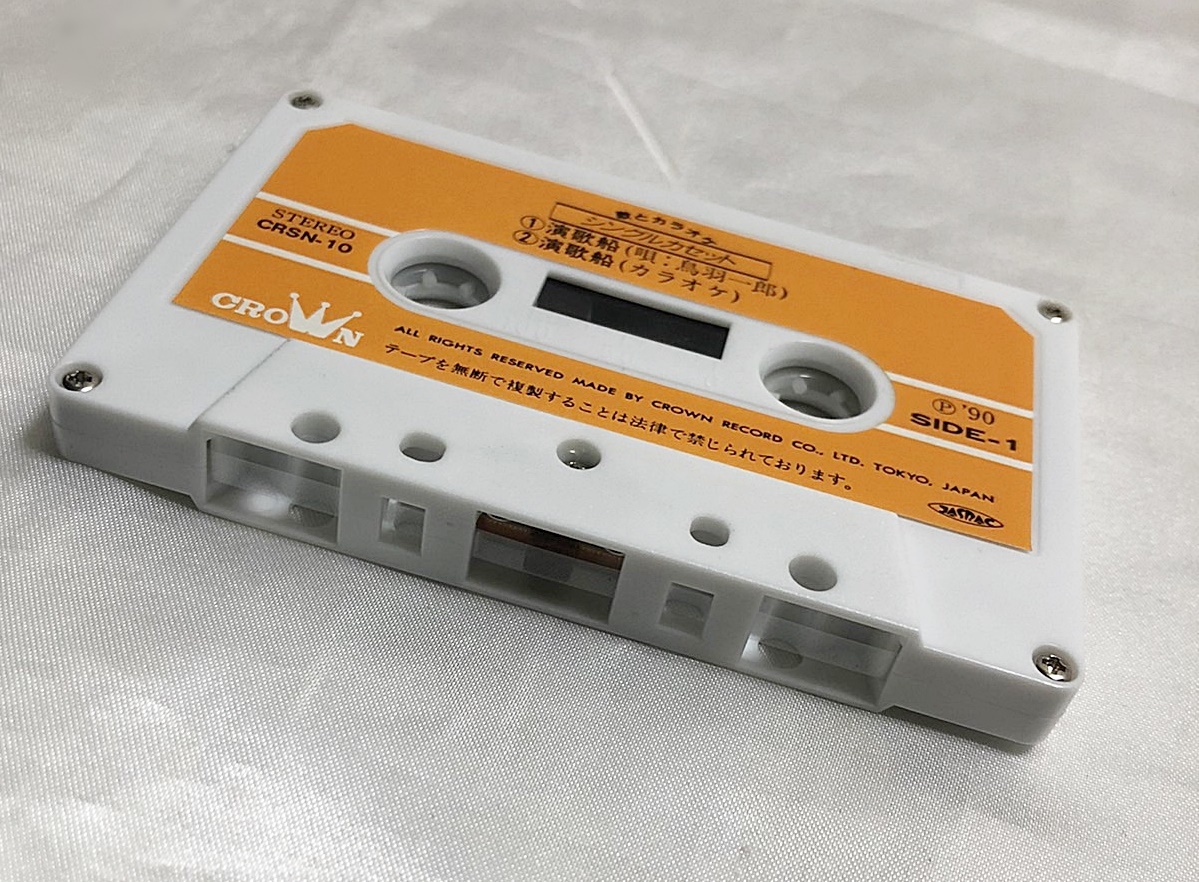 とカラオケ
シングルカセット
①演歌船(唄:鳥羽一郎)
②演歌船(カラオケ)
STEREO
CRSN-10
Ⓟ '90
SIDE-1
CROWN
ALL RIGHTS RESERVED MADE BY CROWN RECORD CO., LTD. TOKYO, JAPAN
テープを無断で複製することは法律で禁じられております。
JASRAC